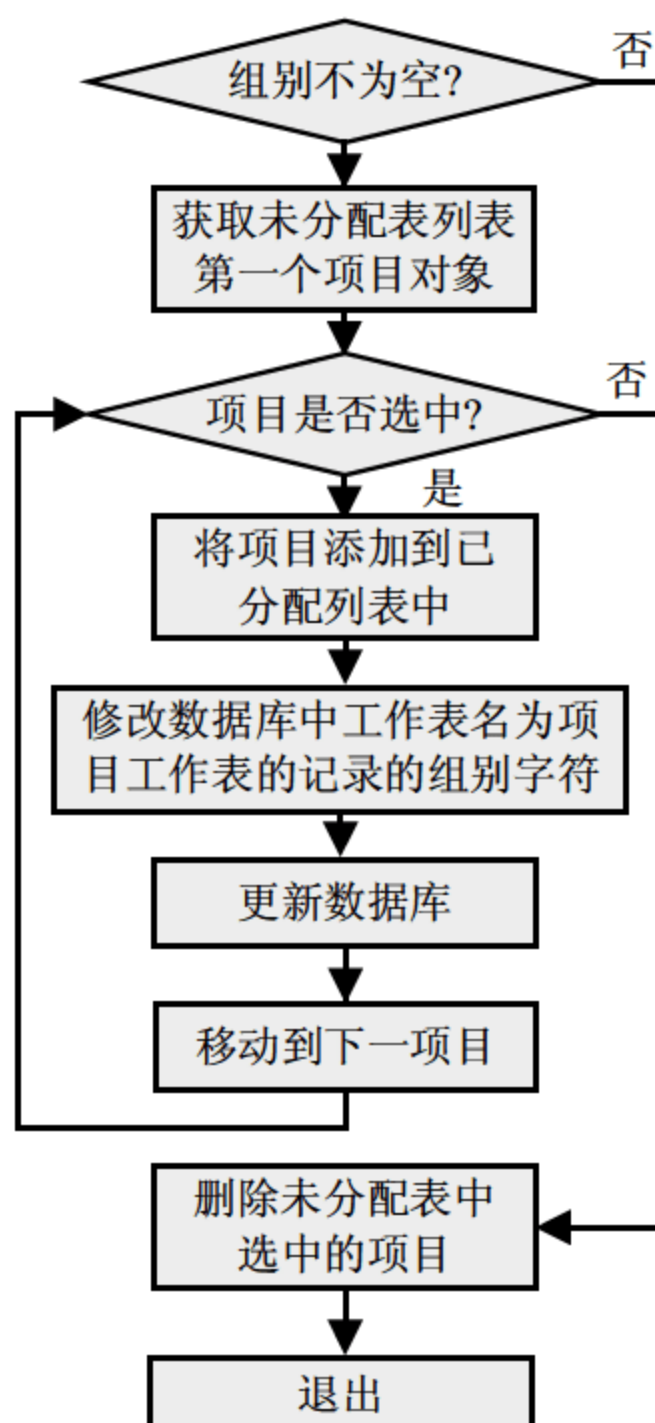 否
组别不为空?
获取未分配表列表
第一个项目对象
否
项目是否选中?
是
将项目添加到已
分配列表中
修改数据库中工作表名为项
目工作表的记录的组别字符
更新数据库
移动到下一项目
删除未分配表中
选中的项目
退出